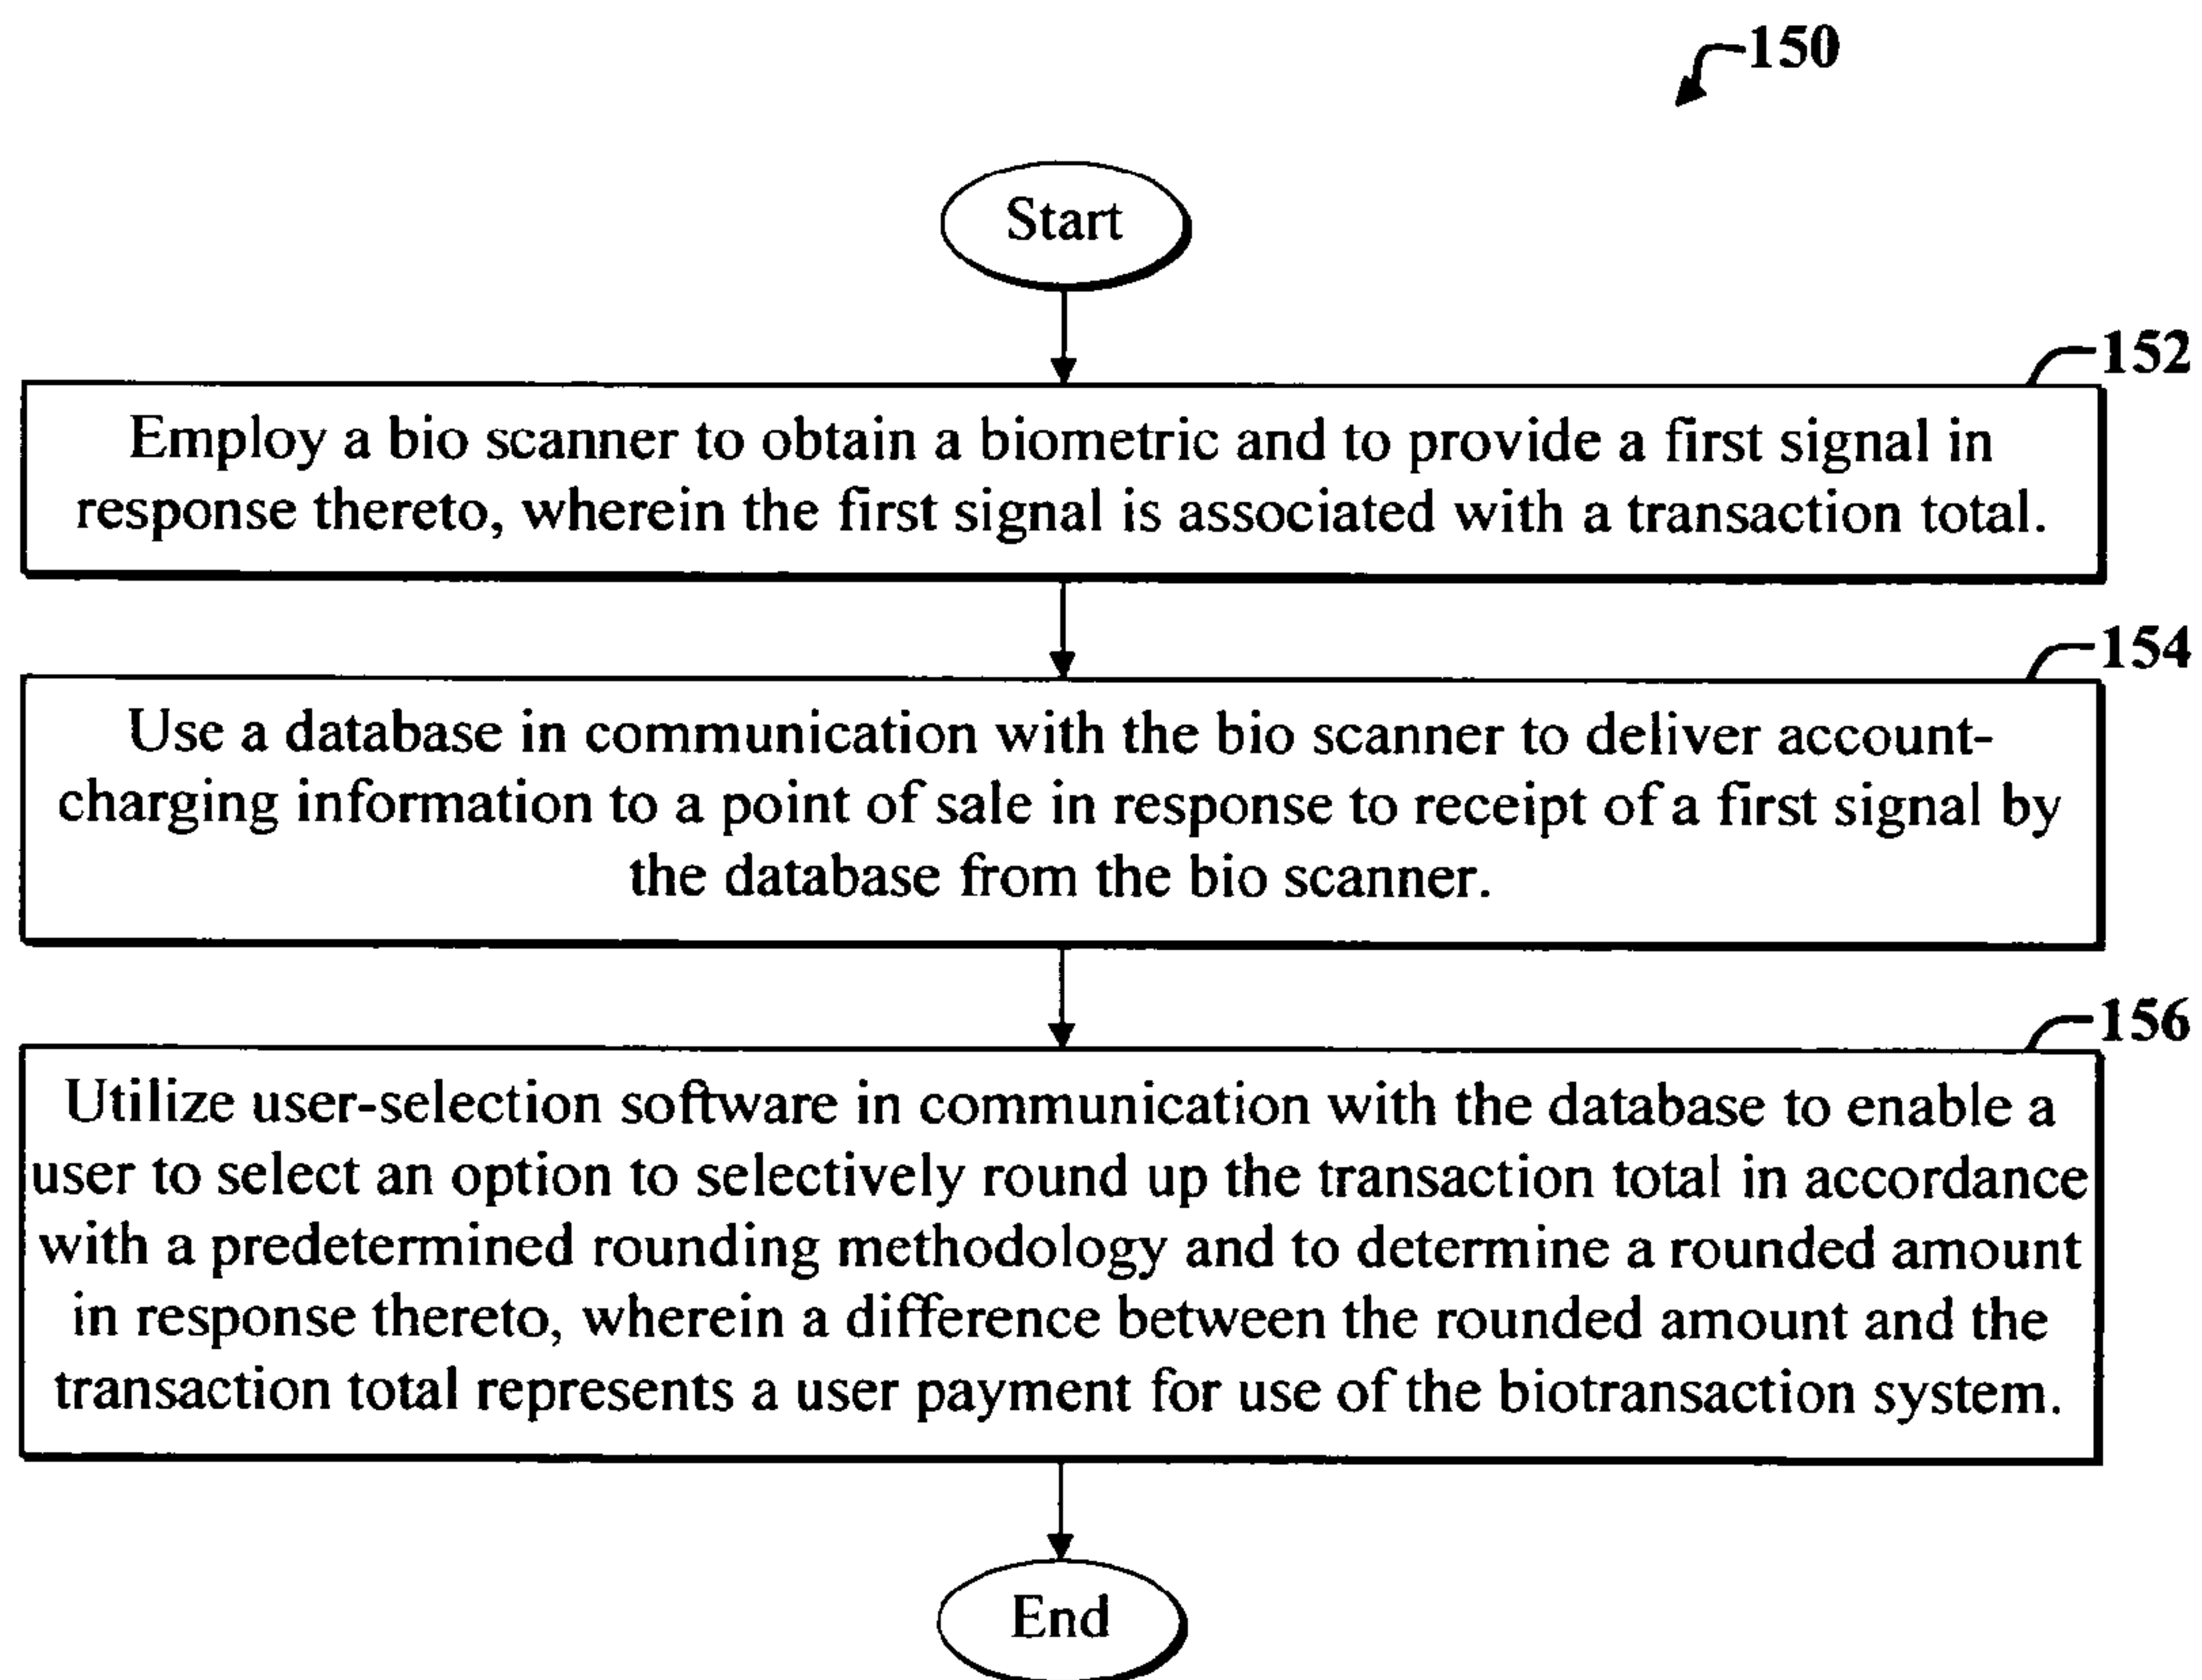 150
Start
152
Employ a bio scanner to obtain a biometric and to provide a first signal in
response thereto, wherein the first signal is associated with a transaction total.
154
Use a database in communication with the bio scanner to deliver account-
charging information to a point of sale in response to receipt of a first signal by
the database from the bio scanner.
156
Utilize user-selection software in communication with the database to enable a
user to select an option to selectively round up the transaction total in accordance
with a predetermined rounding methodology and to determine a rounded amount
in response thereto, wherein a difference between the rounded amount and the
transaction total represents a user payment for use of the biotransaction system.
End